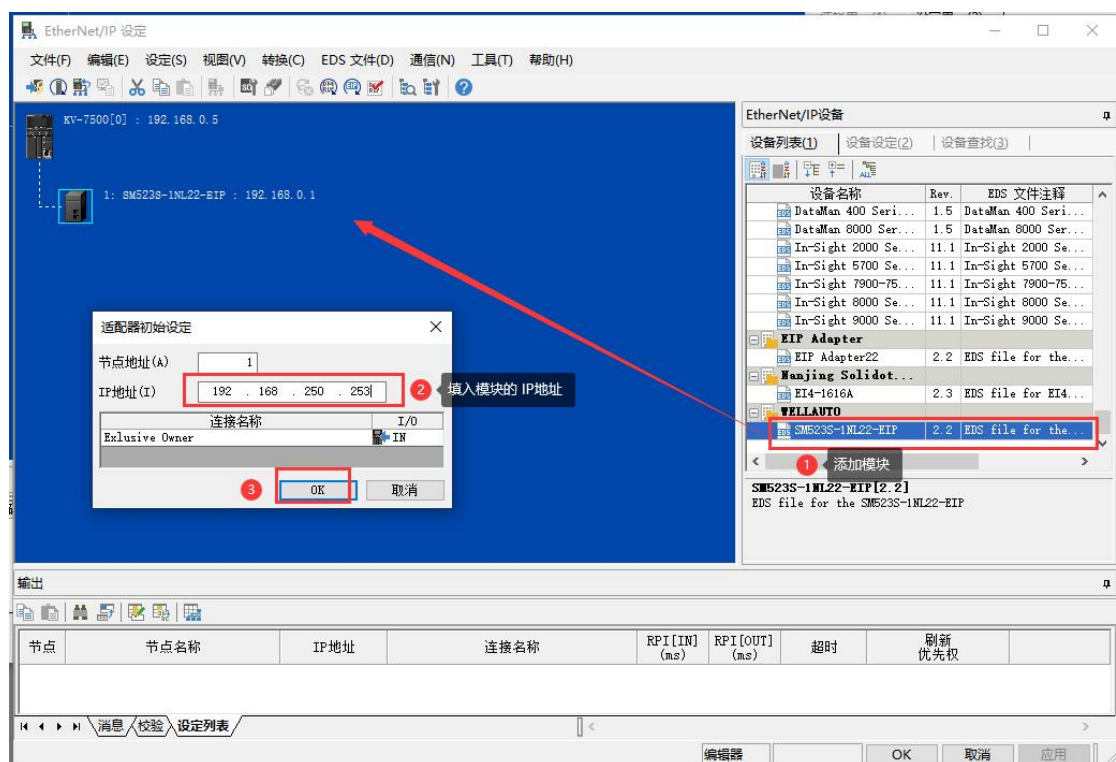 EtherNet/IP 设定
文件(F) 编辑(E) 设定(S) 视图(V) 转换(C) EDS 文件(D) 通信(N) 工具(T) 帮助(H)
KV-7500[0] : 192.168.0.5
1: SM523S-1NL22-EIP : 192.168.0.1
适配器初始设定
节点地址(A) 1
IP地址(I) 192 . 168 . 250 . 253
2 填入模块的 IP地址
连接名称 I/O
Exlusive Owner IN
3 OK 取消
EtherNet/IP设备
设备列表(1) 设备设定(2) 设备查找(3)
设备名称 Rev. EDS 文件注释
DataMan 400 Seri... 1.5 DataMan 400 Seri...
DataMan 8000 Ser... 1.5 DataMan 8000 Ser...
In-Sight 2000 Se... 11.1 In-Sight 2000 Se...
In-Sight 5700 Se... 11.1 In-Sight 5700 Se...
In-Sight 7900-75... 11.1 In-Sight 7900-75...
In-Sight 8000 Se... 11.1 In-Sight 8000 Se...
In-Sight 9000 Se... 11.1 In-Sight 9000 Se...
EIP Adapter
EIP Adapter22 2.2 EDS file for the...
Nanjing Solidot...
EI4-1616A 2.3 EDS file for EI4...
WELLAUTO
SM523S-1NL22-EIP 2.2 EDS file for the...
1 添加模块
SM523S-1NL22-EIP[2.2]
EDS file for the SM523S-1NL22-EIP
输出
节点 节点名称 IP地址 连接名称 RPI[IN] (ms) RPI[OUT] (ms) 超时 刷新 优先权
消息 校验 设定列表
编辑器 OK 取消 应用